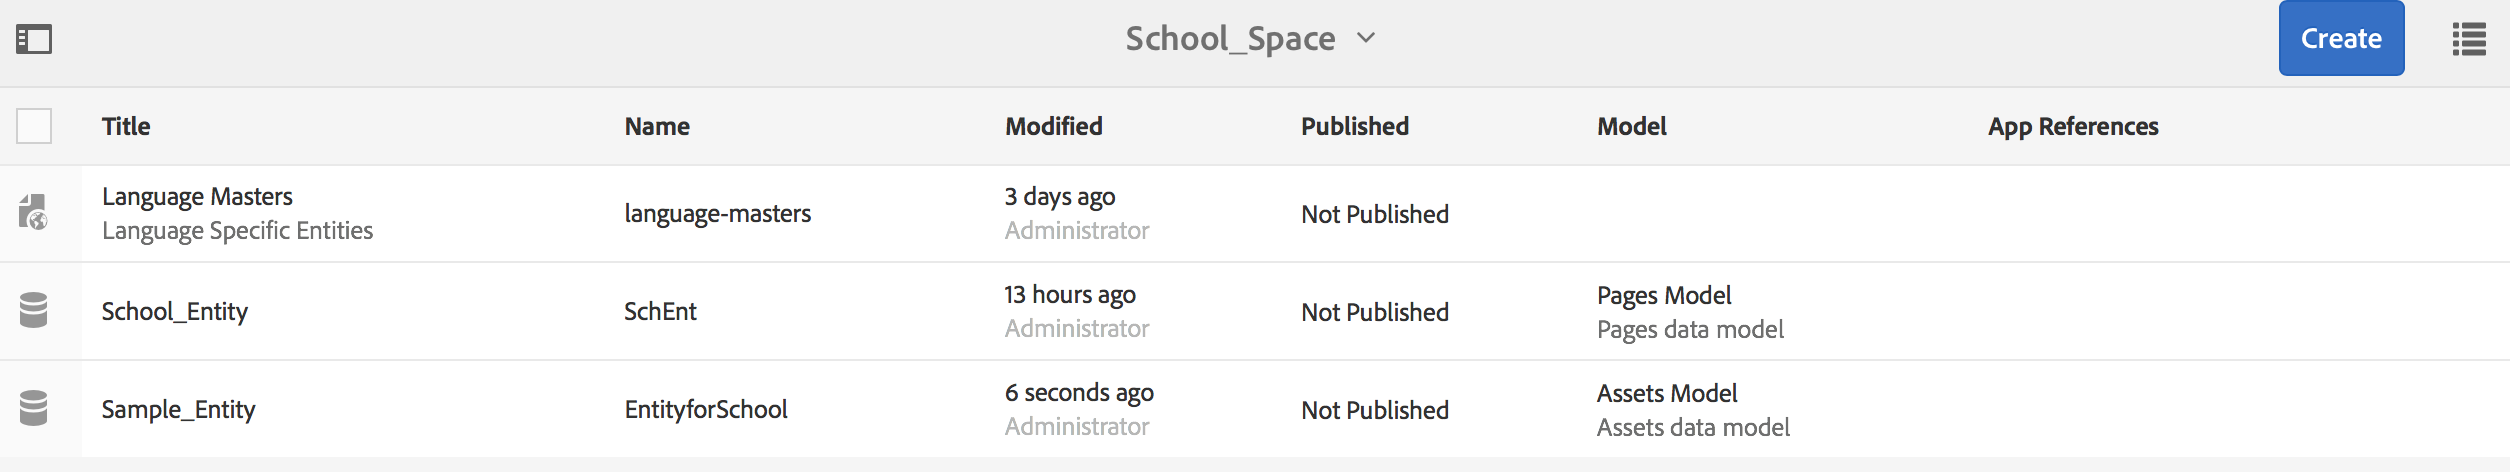 School_Space
Create
Title Name Modified Published Model App References
Language Masters
Language Specific Entities
language-masters
3 days ago
Administrator
Not Published
School_Entity
SchEnt
13 hours ago
Administrator
Not Published
Pages Model
Pages data model
Sample_Entity
EntityforSchool
6 seconds ago
Administrator
Not Published
Assets Model
Assets data model